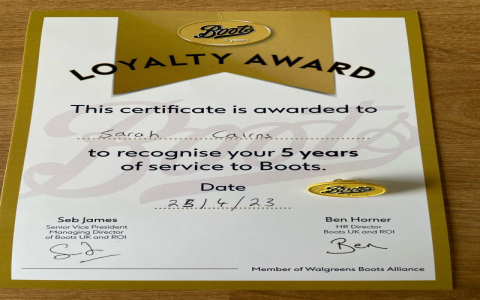 Boots
LOYALTY AWARD
This certificate is awarded to
Sarah Cairns
to recognise your 5 years
of service to Boots.
Date
/4/23
Boots
Seb James
Senior Vice President
Managing Director
of Boots UK and ROI
Ben Horner
HR Director
Boots UK and ROI
Ben
Member of Walgreens Boots Alliance